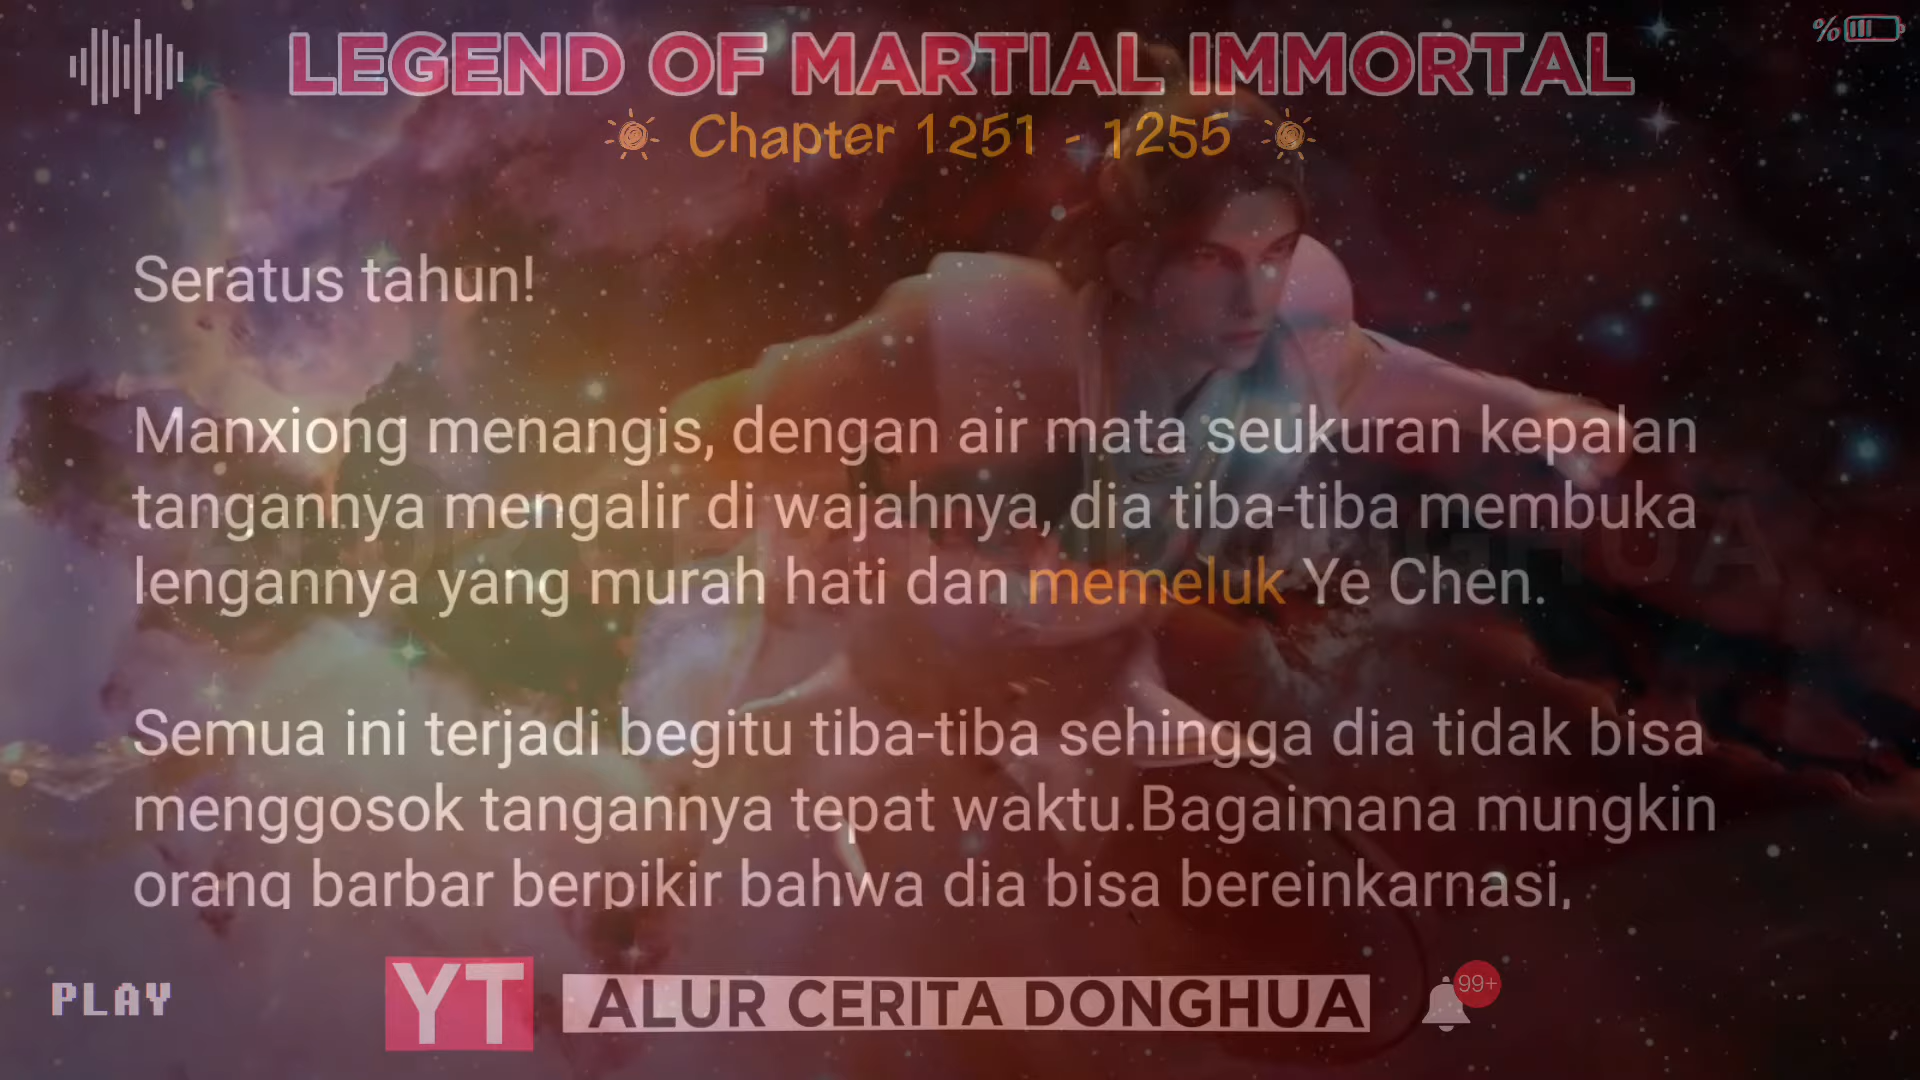 LEGEND OF MARTIAL IMMORTAL
%
Chapter 1251 - 1255
Seratus tahun!
Manxiong menangis, dengan air mata seukuran kepalan
tangannya mengalir di wajahnya, dia tiba-tiba membuka
lengannya yang murah hati dan memeluk Ye Chen.
Semua ini terjadi begitu tiba-tiba sehingga dia tidak bisa
menggosok tangannya tepat waktu.Bagaimana mungkin
orang barbar berpikir bahwa dia bisa bereinkarnasi,
PLAY
YT
ALUR CERITA DONGHUA
99+